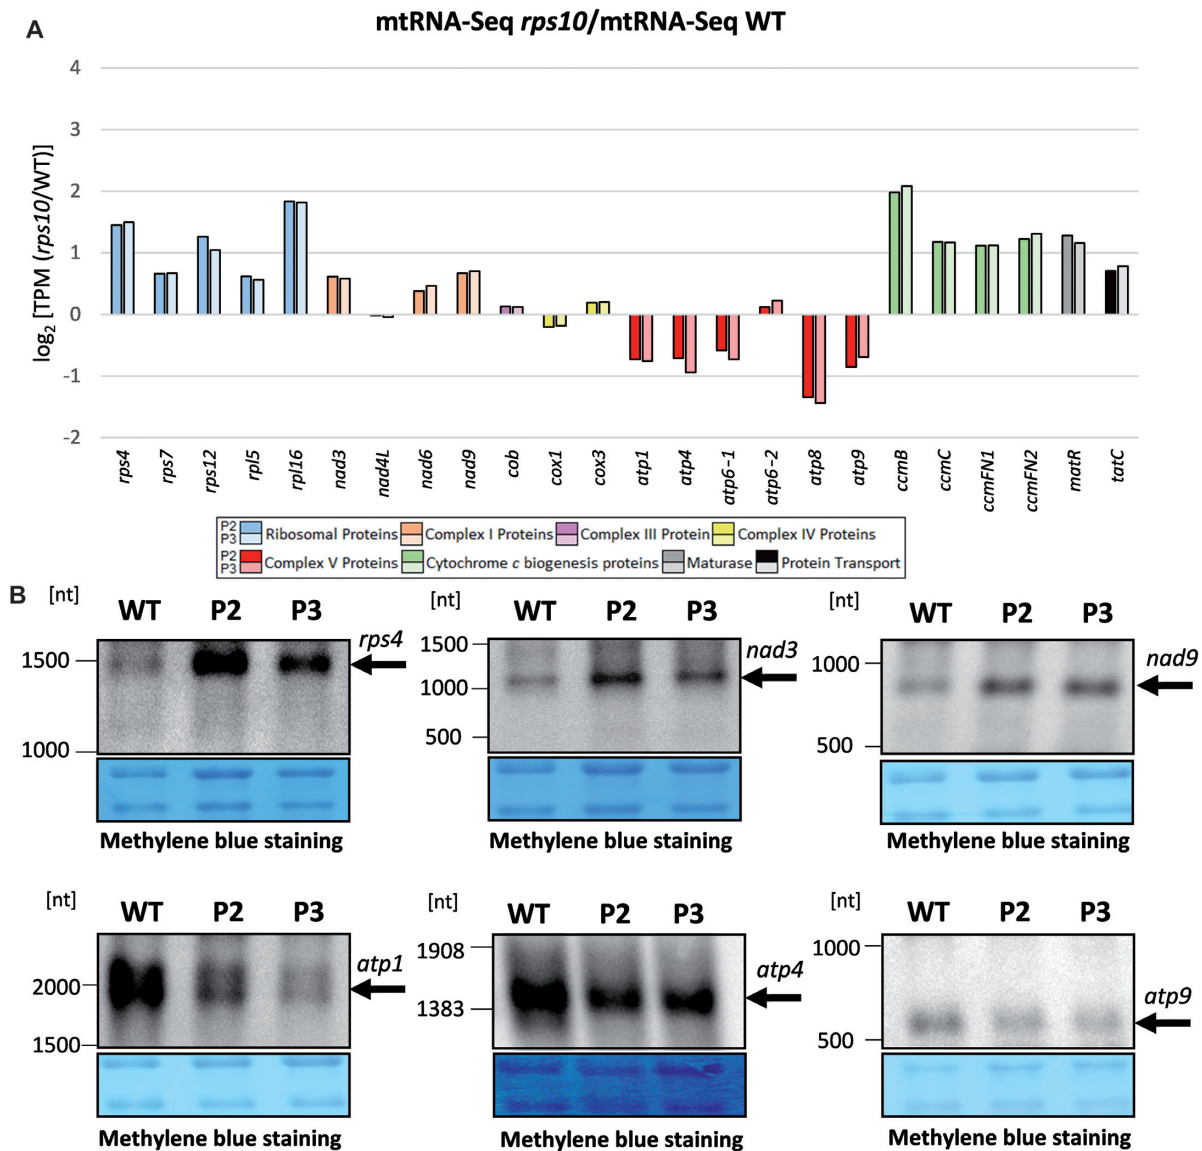 A
mtRNA-Seq rps10/mtRNA-Seq WT
log2 [TPM (rps10/WT)]
4
3
2
1
0
-1
-2
rps4 rps7 rps12 rpl5 rpl16 nad3 nad4L nad6 nad9 cob cox1 cox3 atp1 atp4 atp6-1 atp6-2 atp8 atp9 ccmB ccmC ccmFN1 ccmFN2 matR tatC
P2 P3 Ribosomal Proteins Complex I Proteins Complex III Protein Complex IV Proteins
P2 P3 Complex V Proteins Cytochrome c biogenesis proteins Maturase Protein Transport
B
[nt] WT P2 P3
1500
1000
rps4
Methylene blue staining
[nt] WT P2 P3
1500
1000
500
nad3
Methylene blue staining
[nt] WT P2 P3
1000
500
nad9
Methylene blue staining
[nt] WT P2 P3
2000
1500
atp1
Methylene blue staining
[nt] WT P2 P3
1908
1383
atp4
Methylene blue staining
[nt] WT P2 P3
1000
500
atp9
Methylene blue staining